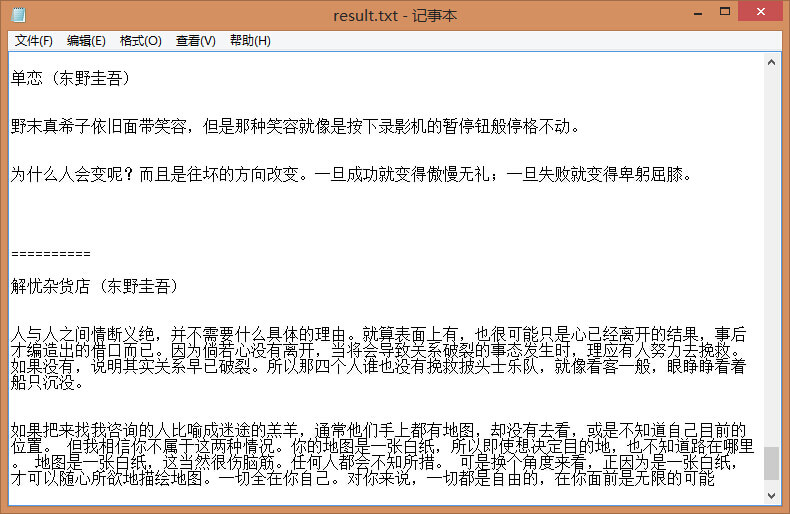 result.txt - 记事本
文件(F) 编辑(E) 格式(O) 查看(V) 帮助(H)
单恋 (东野圭吾)
野末真希子依旧面带笑容，但是那种笑容就像是按下录影机的暂停钮般停格不动。
为什么人会变呢？而且是往坏的方向改变。一旦成功就变得傲慢无礼；一旦失败就变得卑躬屈膝。
==========
解忧杂货店 (东野圭吾)
人与人之间情断义绝，并不需要什么具体的理由。就算表面上有，也很可能只是心已经离开的结果，事后
才编造出的借口而已。因为倘若心没有离开，当将会导致关系破裂的事态发生时，理应有人努力去挽救。
如果没有，说明其实关系早已破裂。所以那四个人谁也没有挽救披头士乐队，就像看客一般，眼睁睁看着
船只沉没。
如果把来找我咨询的人比喻成迷途的羔羊，通常他们手上都有地图，却没有去看，或是不知道自己目前的
位置。 但我相信你不属于这两种情况。你的地图是一张白纸，所以即使想决定目的地，也不知道路在哪里
。 地图是一张白纸，这当然很伤脑筋。任何人都会不知所措。 可是换个角度来看，正因为是一张白纸，
才可以随心所欲地描绘地图。一切全在你自己。对你来说，一切都是自由的，在你面前是无限的可能